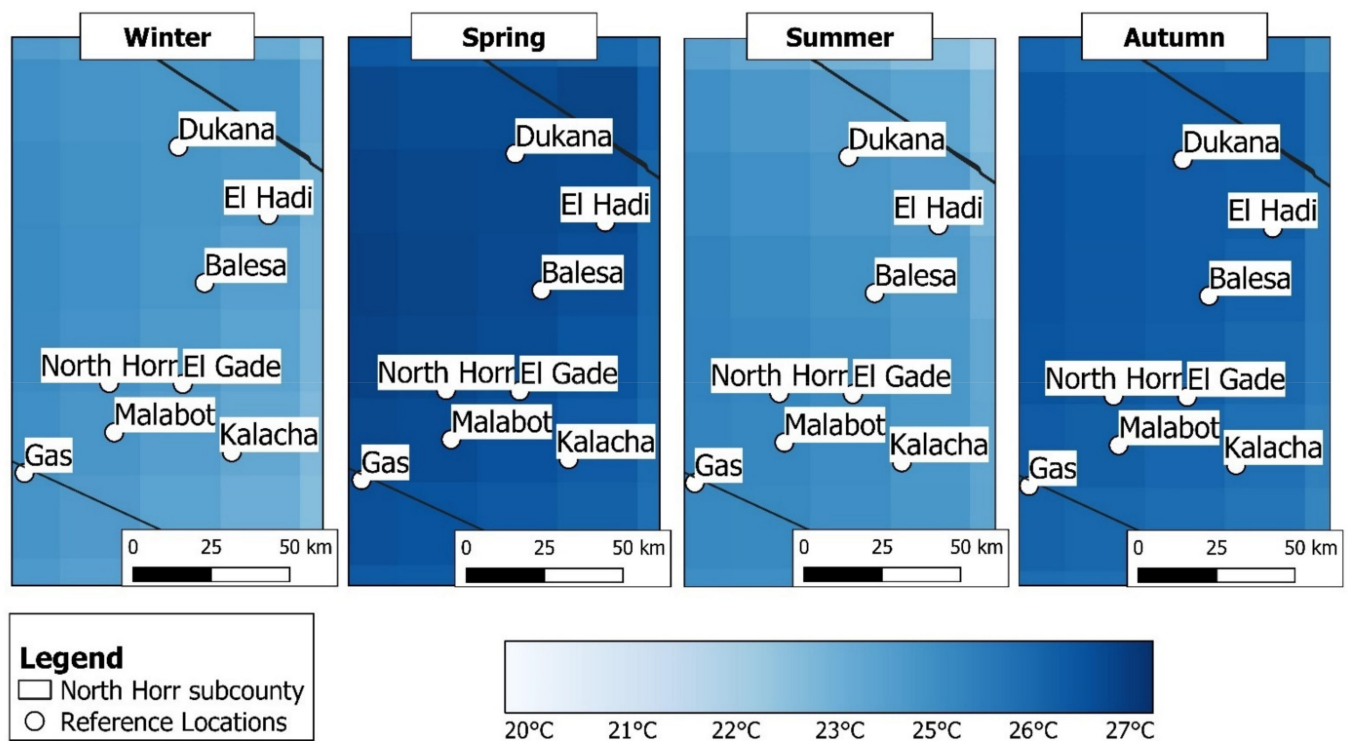 Winter
Dukana
El Hadi
Balesa
North Horr El Gade
Malabot
Kalacha
Gas
0 25 50 km
Spring
Dukana
El Hadi
Balesa
North Horr El Gade
Malabot
Kalacha
Gas
0 25 50 km
Summer
Dukana
El Hadi
Balesa
North Horr El Gade
Malabot
Kalacha
Gas
0 25 50 km
Autumn
Dukana
El Hadi
Balesa
North Horr El Gade
Malabot
Kalacha
Gas
0 25 50 km
Legend
North Horr subcounty
Reference Locations
20°C 21°C 22°C 23°C 25°C 26°C 27°C